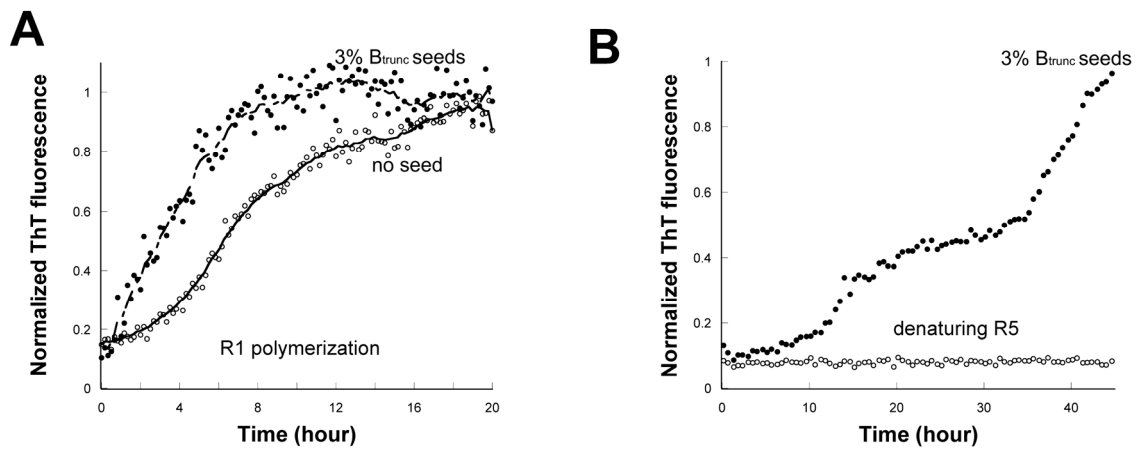 A
B
3% Btrunc seeds
no seed
R1 polymerization
Normalized ThT fluorescence
1
0.8
0.6
0.4
0.2
0
0
4
8
12
16
20
Time (hour)
3% Btrunc seeds
denaturing R5
Normalized ThT fluorescence
1
0.8
0.6
0.4
0.2
0
0
10
20
30
40
Time (hour)